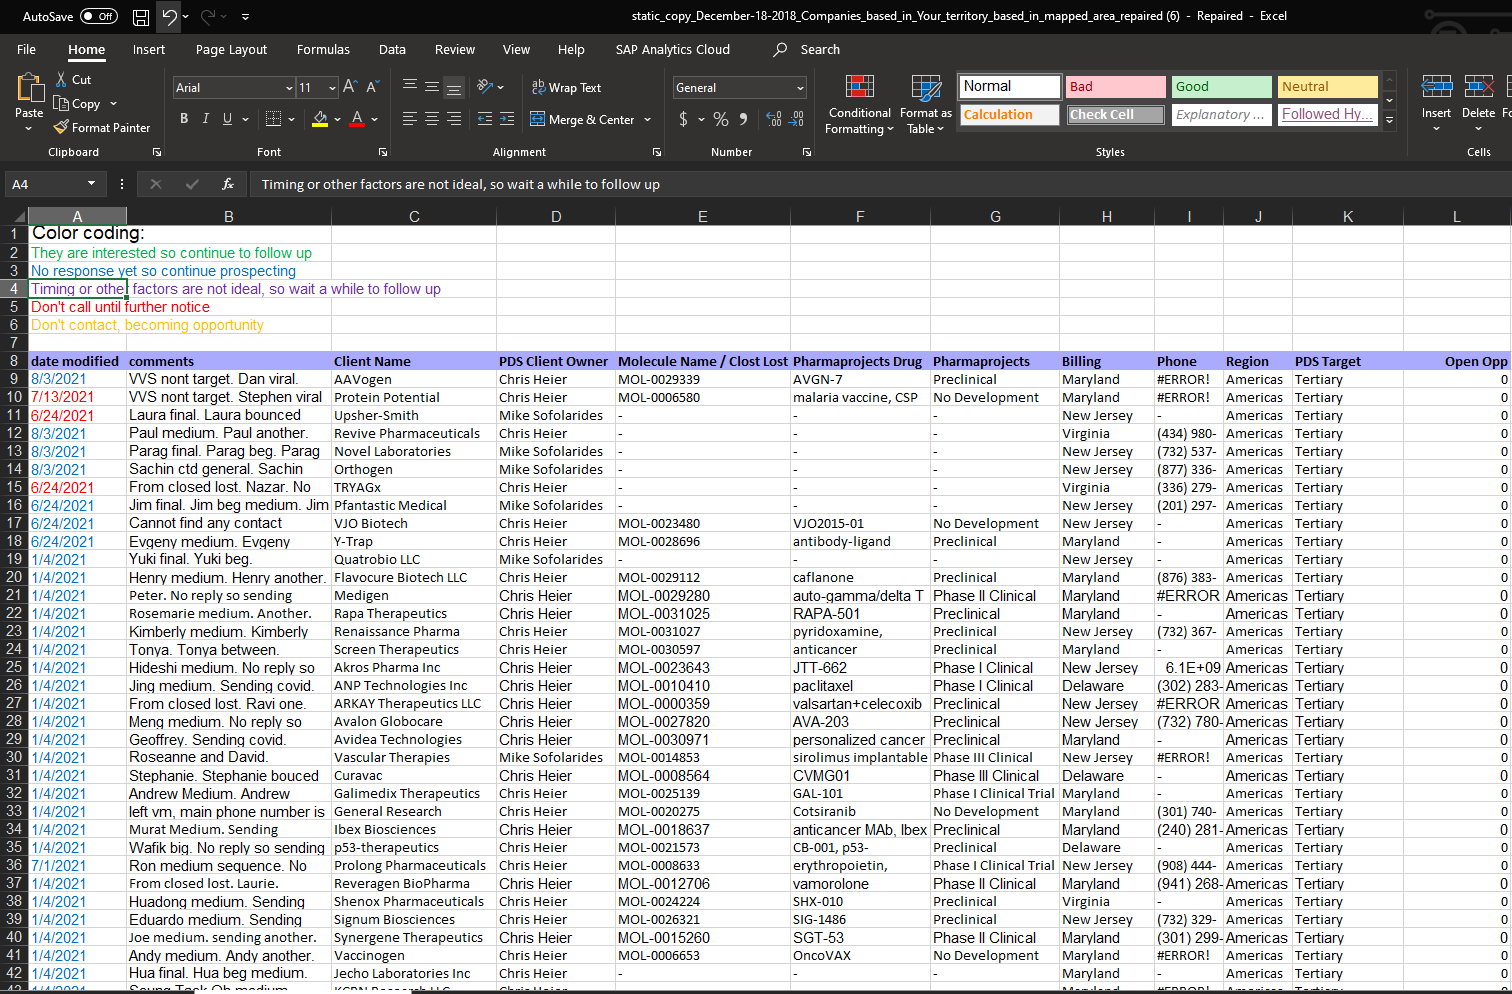 AutoSave Off static_copy_December-18-2018_Companies_based_in_Your_territory_based_in_mapped_area_repaired (6) - Repaired - Excel
File Home Insert Page Layout Formulas Data Review View Help SAP Analytics Cloud Search
Paste Cut Copy Format Painter Clipboard
Arial 11 B I U Font
Wrap Text Merge & Center Alignment
General $ % Number
Conditional Formatting Format as Table
Normal Bad Good Neutral
Calculation Check Cell Explanatory ... Followed Hy...
Styles
Insert Delete Cells
A4 fx Timing or other factors are not ideal, so wait a while to follow up
A B C D E F G H I J K L
1 Color coding:
2 They are interested so continue to follow up
3 No response yet so continue prospecting
4 Timing or other factors are not ideal, so wait a while to follow up
5 Don't call until further notice
6 Don't contact, becoming opportunity
7
8 date modified comments Client Name PDS Client Owner Molecule Name / Clost Lost Pharmaprojects Drug Pharmaprojects Billing Phone Region PDS Target Open Opp
9 8/3/2021 VVS nont target. Dan viral. AAVogen Chris Heier MOL-0029339 AVGN-7 Preclinical Maryland #ERROR! Americas Tertiary 0
10 7/13/2021 VVS nont target. Stephen viral Protein Potential Chris Heier MOL-0006580 malaria vaccine, CSP No Development Maryland #ERROR! Americas Tertiary 0
11 6/24/2021 Laura final. Laura bounced Upsher-Smith Mike Sofolarides - - - New Jersey - Americas Tertiary 0
12 8/3/2021 Paul medium. Paul another. Revive Pharmaceuticals Chris Heier - - - Virginia (434) 980- Americas Tertiary 0
13 8/3/2021 Parag final. Parag beg. Parag Novel Laboratories Mike Sofolarides - - - New Jersey (732) 537- Americas Tertiary 0
14 8/3/2021 Sachin ctd general. Sachin Orthogen Mike Sofolarides - - - New Jersey (877) 336- Americas Tertiary 0
15 6/24/2021 From closed lost. Nazar. No TRYAGx Chris Heier - - - Virginia (336) 279- Americas Tertiary 0
16 6/24/2021 Jim final. Jim beg medium. Jim Pfantastic Medical Mike Sofolarides - - - New Jersey (201) 297- Americas Tertiary 0
17 6/24/2021 Cannot find any contact VJO Biotech Chris Heier MOL-0023480 VJO2015-01 No Development New Jersey - Americas Tertiary 0
18 6/24/2021 Evgeny medium. Evgeny Y-Trap Chris Heier MOL-0028696 antibody-ligand Preclinical Maryland - Americas Tertiary 0
19 1/4/2021 Yuki final. Yuki beg. Quatrobio LLC Mike Sofolarides - - - New Jersey - Americas Tertiary 0
20 1/4/2021 Henry medium. Henry another. Flavocure Biotech LLC Chris Heier MOL-0029112 caflanone Preclinical Maryland (876) 383- Americas Tertiary 0
21 1/4/2021 Peter. No reply so sending Medigen Chris Heier MOL-0029280 auto-gamma/delta T Phase II Clinical Maryland #ERROR Americas Tertiary 0
22 1/4/2021 Rosemarie medium. Another. Rapa Therapeutics Chris Heier MOL-0031025 RAPA-501 Preclinical Maryland - Americas Tertiary 0
23 1/4/2021 Kimberly medium. Kimberly Renaissance Pharma Chris Heier MOL-0031027 pyridoxamine, Preclinical New Jersey (732) 367- Americas Tertiary 0
24 1/4/2021 Tonya. Tonya between. Screen Therapeutics Chris Heier MOL-0030597 anticancer Preclinical Maryland - Americas Tertiary 0
25 1/4/2021 Hideshi medium. No reply so Akros Pharma Inc Chris Heier MOL-0023643 JTT-662 Phase I Clinical New Jersey 6.1E+09 Americas Tertiary 0
26 1/4/2021 Jing medium. Sending covid. ANP Technologies Inc Chris Heier MOL-0010410 paclitaxel Phase I Clinical Delaware (302) 283- Americas Tertiary 0
27 1/4/2021 From closed lost. Ravi one. ARKAY Therapeutics LLC Chris Heier MOL-0000359 valsartan+celecoxib Preclinical New Jersey #ERROR Americas Tertiary 0
28 1/4/2021 Meng medium. No reply so Avalon Globocare Chris Heier MOL-0027820 AVA-203 Preclinical New Jersey (732) 780- Americas Tertiary 0
29 1/4/2021 Geoffrey. Sending covid. Avidea Technologies Chris Heier MOL-0030971 personalized cancer Preclinical Maryland - Americas Tertiary 0
30 1/4/2021 Roseanne and David. Vascular Therapies Mike Sofolarides MOL-0014853 sirolimus implantable Phase III Clinical New Jersey #ERROR! Americas Tertiary 0
31 1/4/2021 Stephanie. Stephanie bouced Curavac Chris Heier MOL-0008564 CVMG01 Phase III Clinical Delaware - Americas Tertiary 0
32 1/4/2021 Andrew Medium. Andrew Galimedix Therapeutics Chris Heier MOL-0025139 GAL-101 Phase I Clinical Trial Maryland - Americas Tertiary 0
33 1/4/2021 left vm, main phone number is General Research Chris Heier MOL-0020275 Cotsiranib No Development Maryland (301) 740- Americas Tertiary 0
34 1/4/2021 Murat Medium. Sending Ibex Biosciences Chris Heier MOL-0018637 anticancer MAb, Ibex Preclinical Maryland (240) 281- Americas Tertiary 0
35 1/4/2021 Wafik big. No reply so sending p53-therapeutics Chris Heier MOL-0021573 CB-001, p53- Preclinical Delaware - Americas Tertiary 0
36 7/1/2021 Ron medium sequence. No Prolong Pharmaceuticals Chris Heier MOL-0008633 erythropoietin, Phase I Clinical Trial New Jersey (908) 444- Americas Tertiary 0
37 1/4/2021 From closed lost. Laurie. Reveragen BioPharma Chris Heier MOL-0012706 vamorolone Phase II Clinical Maryland (941) 268- Americas Tertiary 0
38 1/4/2021 Huadong medium. Sending Shenox Pharmaceuticals Chris Heier MOL-0024224 SHX-010 Preclinical Virginia - Americas Tertiary 0
39 1/4/2021 Eduardo medium. Sending Signum Biosciences Chris Heier MOL-0026321 SIG-1486 Preclinical New Jersey (732) 329- Americas Tertiary 0
40 1/4/2021 Joe medium. sending another. Synergene Therapeutics Chris Heier MOL-0015260 SGT-53 Phase II Clinical Maryland (301) 299- Americas Tertiary 0
41 1/4/2021 Andy medium. Andy another. Vaccinogen Chris Heier MOL-0006653 OncoVAX No Development Maryland #ERROR! Americas Tertiary 0
42 1/4/2021 Hua final. Hua beg medium. Jecho Laboratories Inc Chris Heier - - - Maryland - Americas Tertiary 0